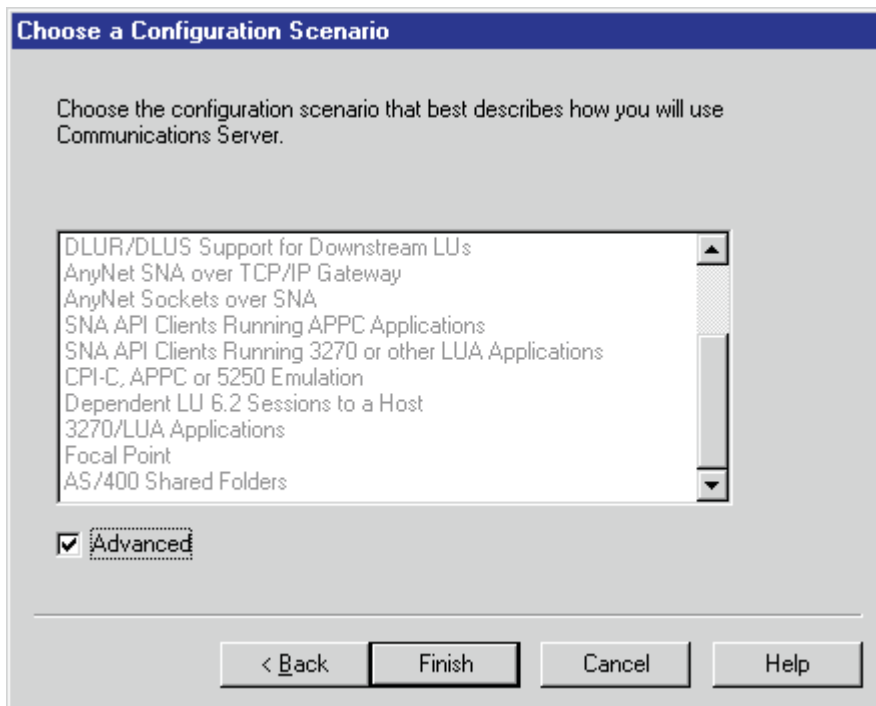 Choose a Configuration Scenario
Choose the configuration scenario that best describes how you will use
Communications Server.
DLUR/DLUS Support for Downstream LUs
AnyNet SNA over TCP/IP Gateway
AnyNet Sockets over SNA
SNA API Clients Running APPC Applications
SNA API Clients Running 3270 or other LUA Applications
CPI-C, APPC or 5250 Emulation
Dependent LU 6.2 Sessions to a Host
3270/LUA Applications
Focal Point
AS/400 Shared Folders
Advanced
< Back Finish Cancel Help